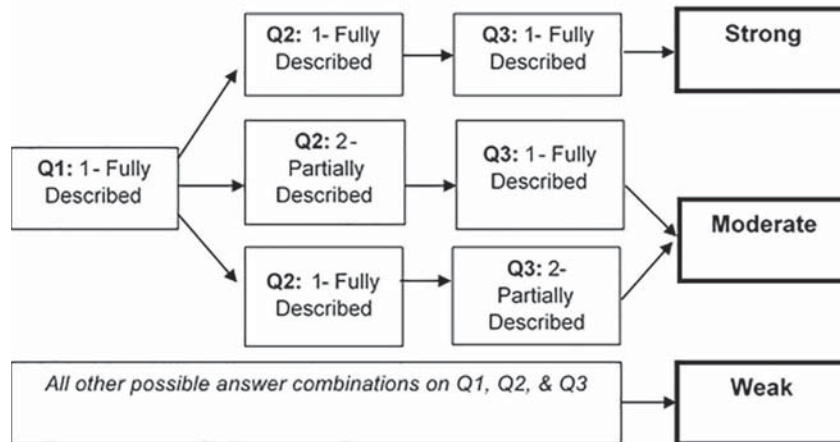 Q2: 1- Fully
Described
Q3: 1- Fully
Described
Strong
Q1: 1- Fully
Described
Q2: 2-
Partially
Described
Q3: 1- Fully
Described
Moderate
Q2: 1- Fully
Described
Q3: 2-
Partially
Described
All other possible answer combinations on Q1, Q2, & Q3
Weak